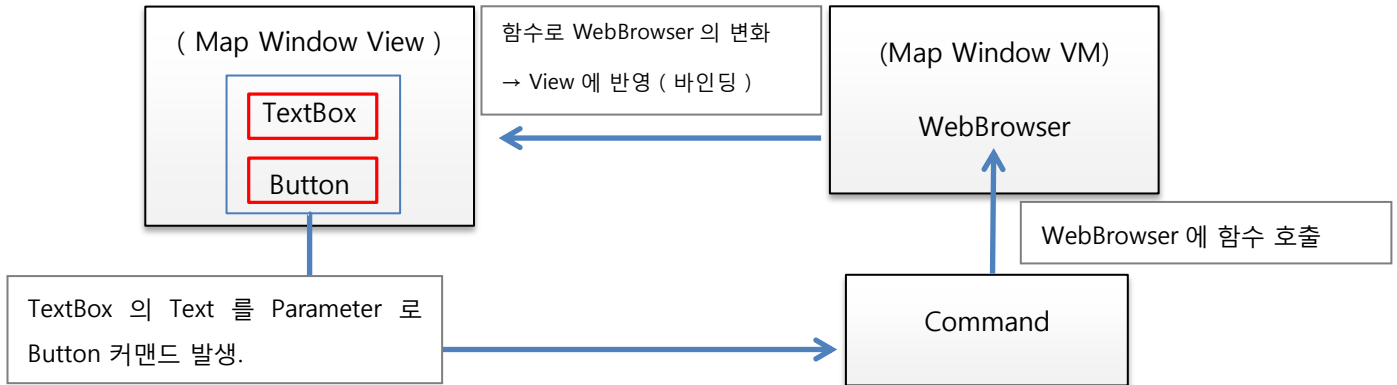 ( Map Window View )
TextBox
Button
함수로 WebBrowser 의 변화
→ View 에 반영 ( 바인딩 )
(Map Window VM)
WebBrowser
WebBrowser 에 함수 호출
TextBox 의 Text 를 Parameter 로
Button 커맨드 발생.
Command